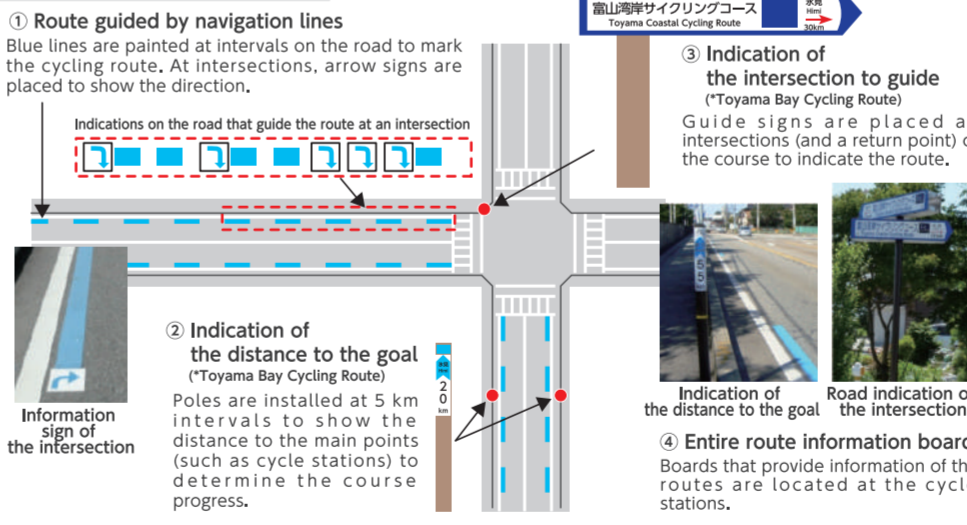 ① Route guided by navigation lines
Blue lines are painted at intervals on the road to mark
the cycling route. At intersections, arrow signs are
placed to show the direction.
Indications on the road that guide the route at an intersection
富山湾岸サイクリングコース
Toyama Coastal Cycling Route
氷見
Himi
30km
③ Indication of
the intersection to guide
(*Toyama Bay Cycling Route)
Guide signs are placed a
intersections (and a return point) o
the course to indicate the route.
Information
sign of
the intersection
② Indication of
the distance to the goal
(*Toyama Bay Cycling Route)
Poles are installed at 5 km
intervals to show the
distance to the main points
(such as cycle stations) to
determine the course
progress.
20
km
55
Indication of
the distance to the goal
Road indication o
the intersection
④ Entire route information board
Boards that provide information of th
routes are located at the cycl
stations.